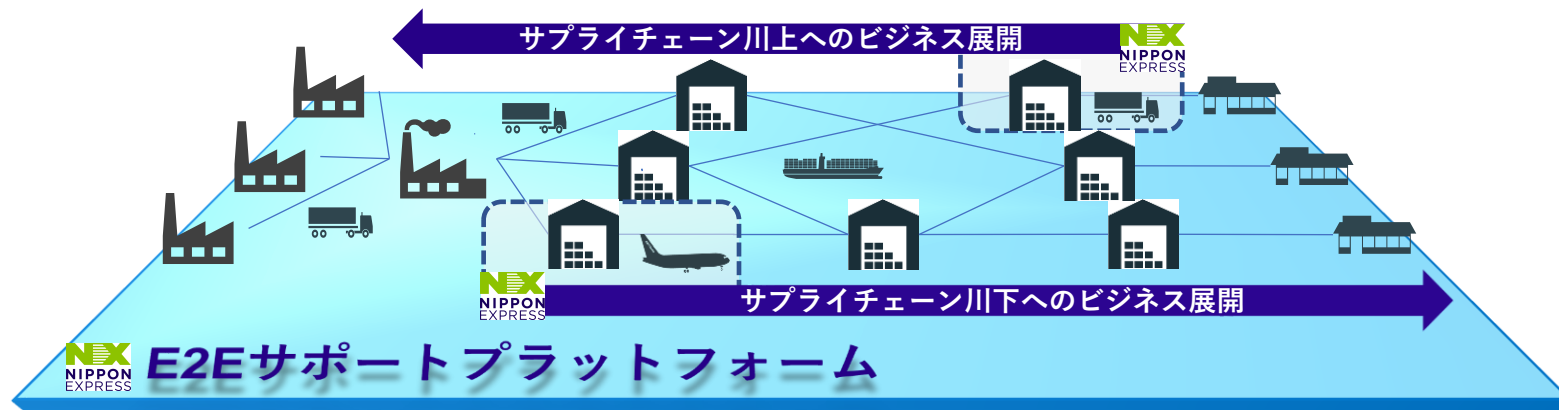 サプライチェーン川上へのビジネス展開
NX
NIPPON
EXPRESS
NX
NIPPON
EXPRESS
サプライチェーン川下へのビジネス展開
NX
NIPPON
EXPRESS
E2Eサポートプラットフォーム